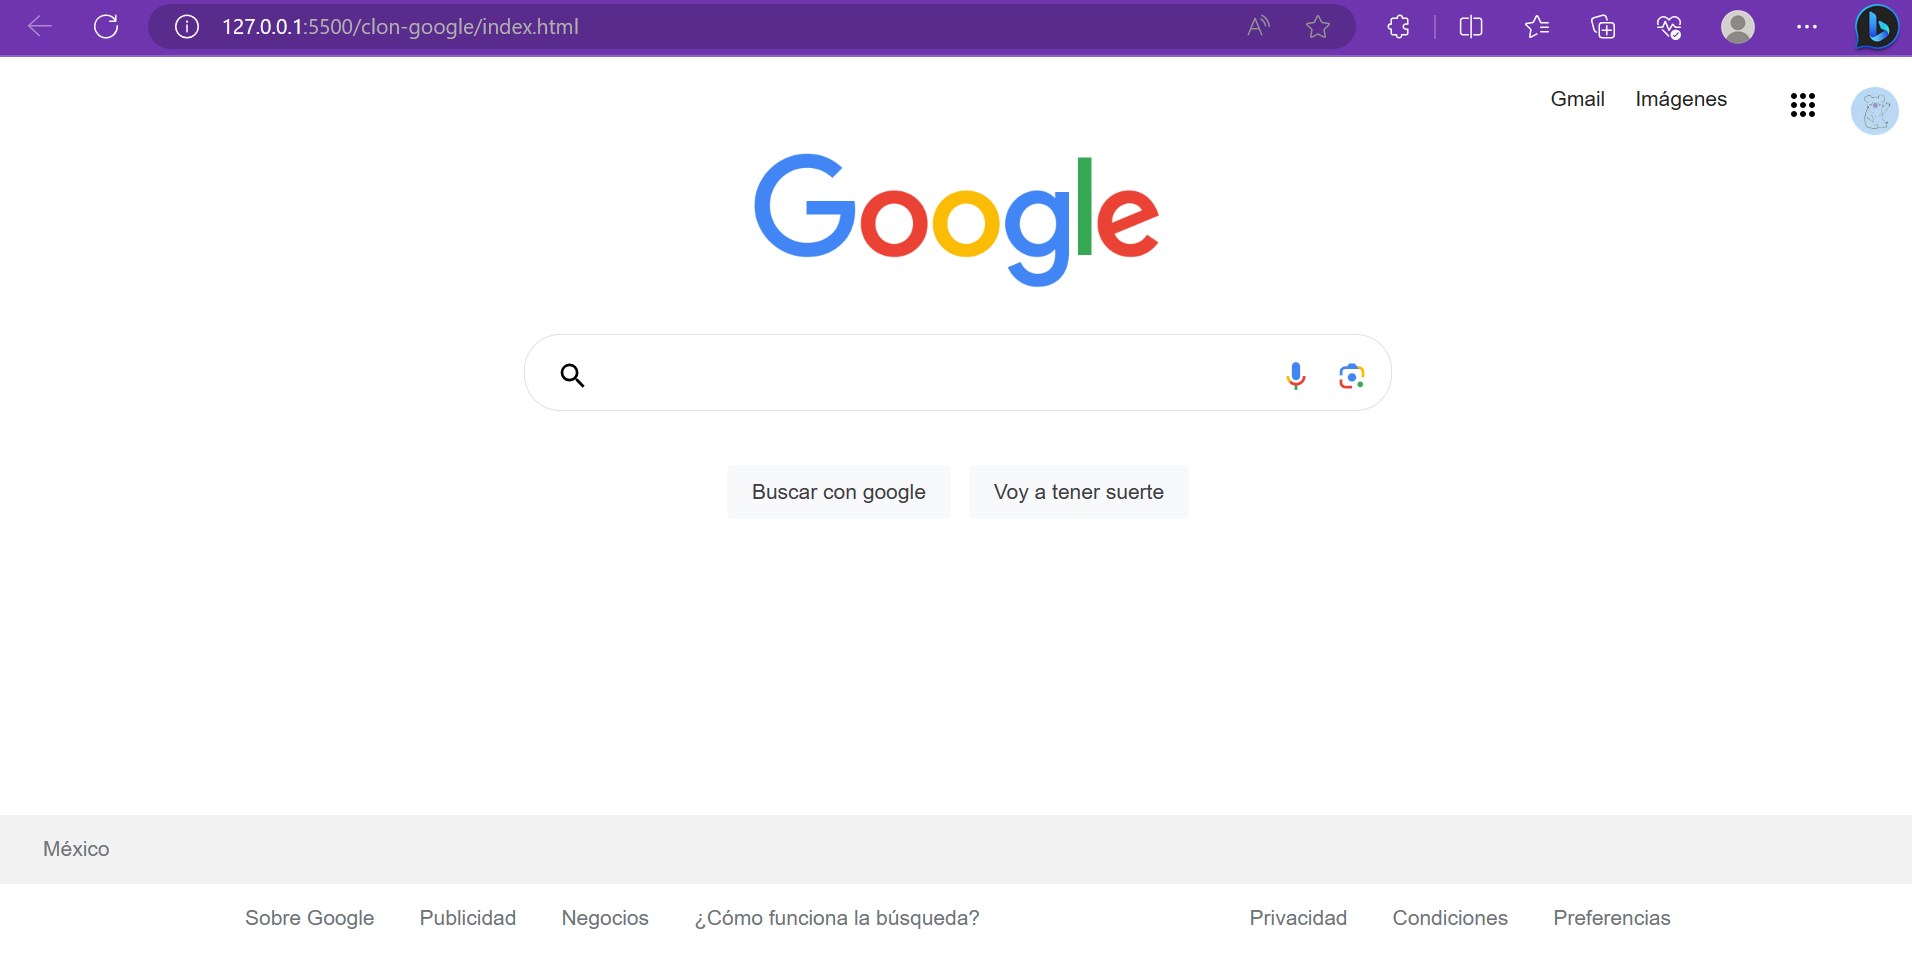 127.0.0.1:5500/clon-google/index.html
Gmail Imágenes
Google
Buscar con google Voy a tener suerte
México
Sobre Google Publicidad Negocios ¿Cómo funciona la búsqueda? Privacidad Condiciones Preferencias